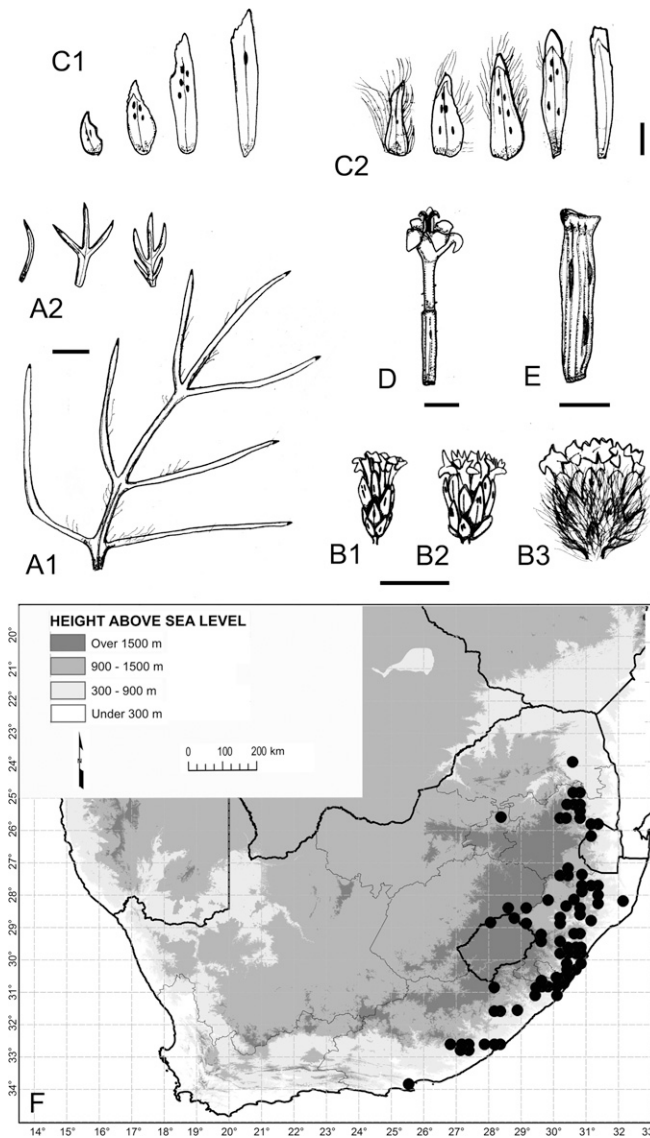 C1
C2
A2
D
E
A1
B1
B2
B3
HEIGHT ABOVE SEA LEVEL
Over 1500 m
900 - 1500 m
300 - 900 m
Under 300 m
0 100 200 km
20°
21°
22°
23°
24°
25°
26°
27°
28°
29°
30°
31°
32°
33°
34°
F
14° 15° 16° 17° 18° 19° 20° 21° 22° 23° 24° 25° 26° 27° 28° 29° 30° 31° 32° 33